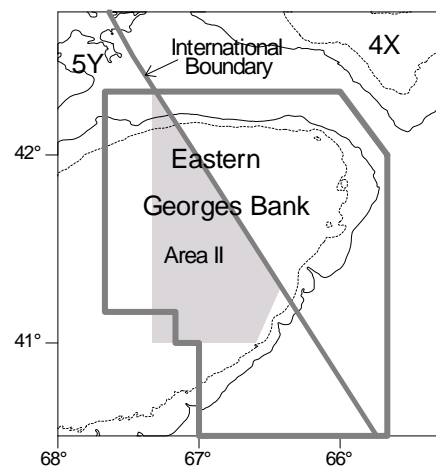 5Y
International
Boundary
4X
42°
Eastern
Georges Bank
Area II
41°
68°
67°
66°